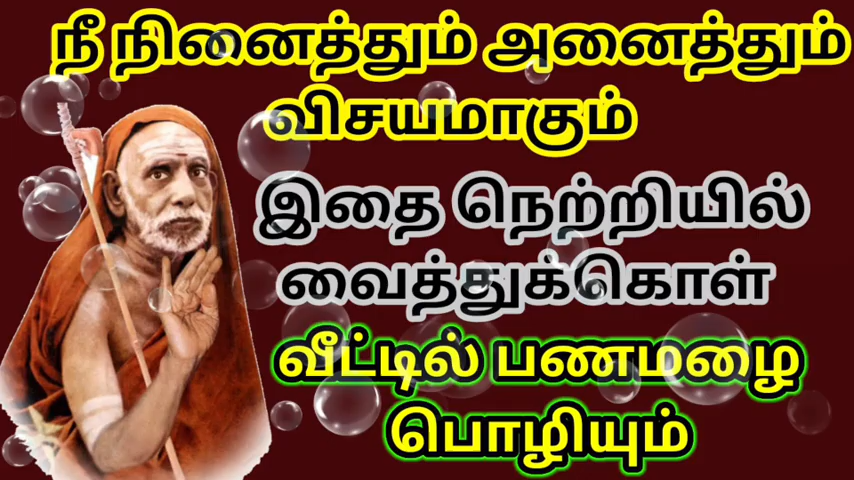 நீ நினைத்தும் அனைத்தும்
விசயமாகும்
இதை நெற்றியில்
வைத்துக்கொள்
வீட்டில் பணமழை
பொழியும்